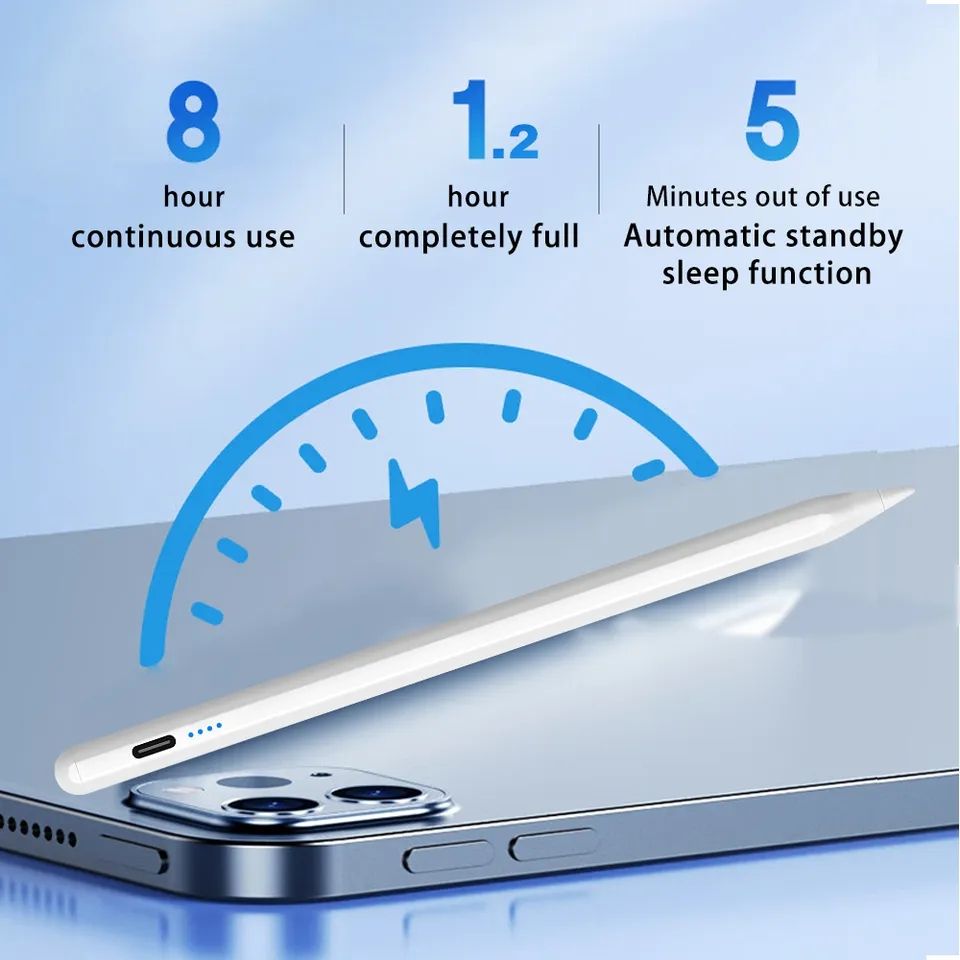 8
hour
continuous use
1.2
hour
completely full
5
Minutes out of use
Automatic standby
sleep function